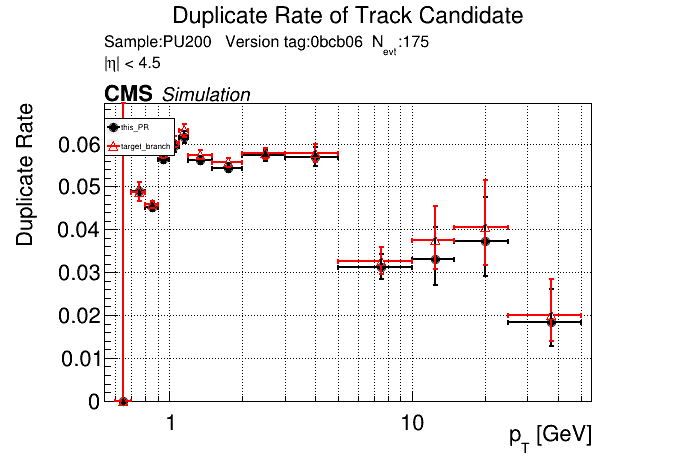 Duplicate Rate of Track Candidate
Sample:PU200 Version tag:0bcb06 N_evt:175
|η| < 4.5
CMS Simulation
Duplicate Rate
this_PR
target_branch
0.06
0.05
0.04
0.03
0.02
0.01
0
1
10
p_T [GeV]